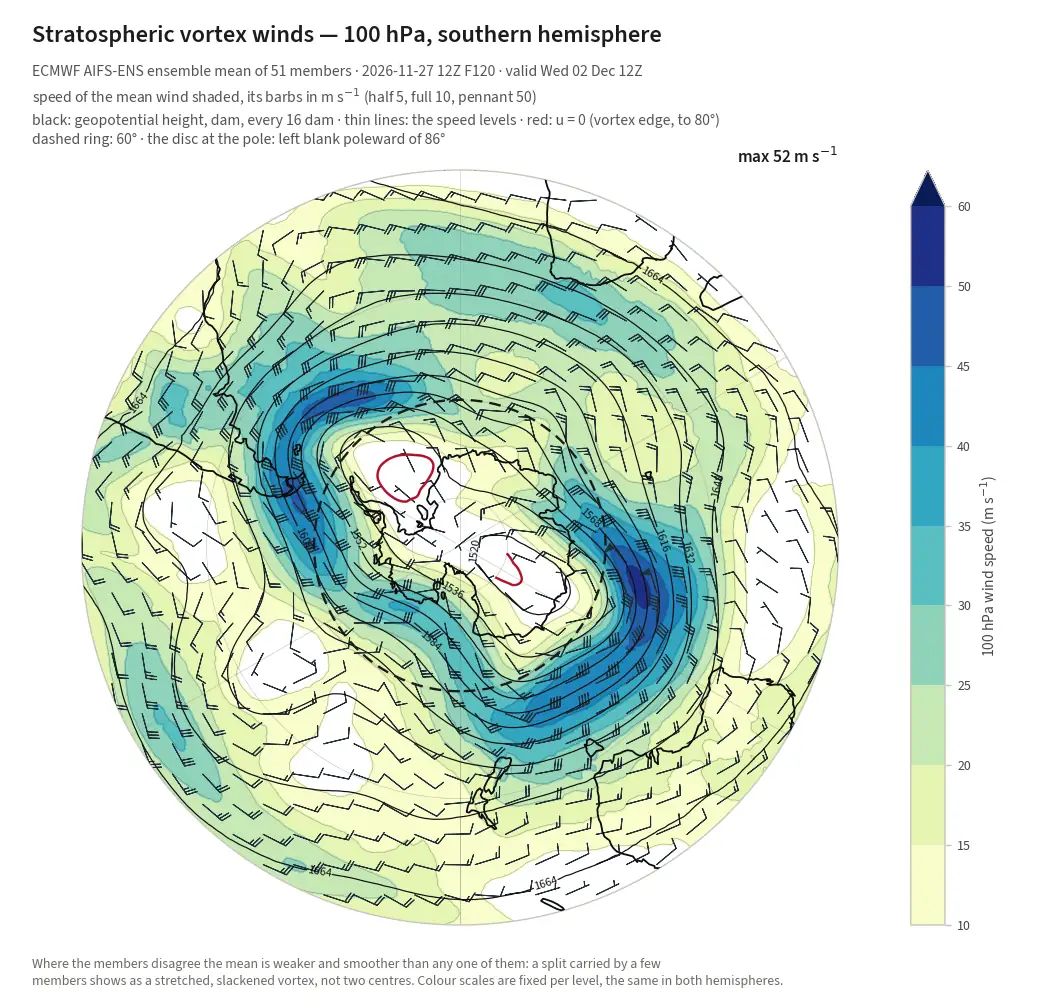 Stratospheric vortex winds — 100 hPa, southern hemisphere
ECMWF AIFS-ENS ensemble mean of 51 members · 2026-11-27 12Z F120 · valid Wed 02 Dec 12Z
speed of the mean wind shaded, its barbs in m s⁻¹ (half 5, full 10, pennant 50)
black: geopotential height, dam, every 16 dam · thin lines: the speed levels · red: u = 0 (vortex edge, to 80°)
dashed ring: 60° · the disc at the pole: left blank poleward of 86°
max 52 m s⁻¹
60
50
45
40
35
30
25
20
15
10
100 hPa wind speed (m s⁻¹)
1664
1664
1568
1616
1632
1520
1536
1664
1664
Where the members disagree the mean is weaker and smoother than any one of them: a split carried by a few
members shows as a stretched, slackened vortex, not two centres. Colour scales are fixed per level, the same in both hemispheres.